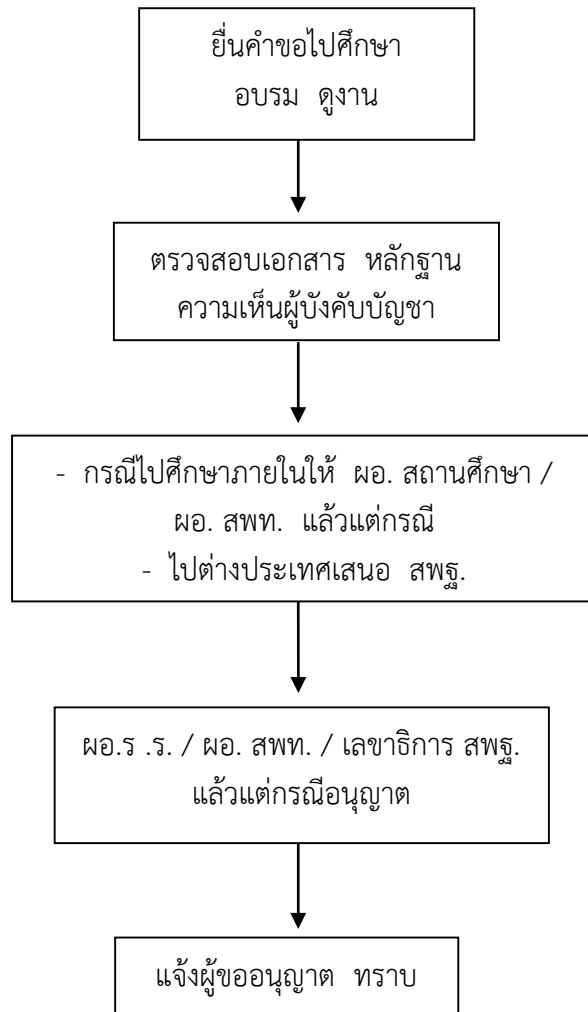 ยื่นคำขอไปศึกษา
อบรม ดูงาน
ตรวจสอบเอกสาร หลักฐาน
ความเห็นผู้บังคับบัญชา
- กรณีไปศึกษาภายในให้ ผอ. สถานศึกษา /
ผอ. สพท. แล้วแต่กรณี
- ไปต่างประเทศเสนอ สพฐ.
ผอ.ร .ร. / ผอ. สพท. / เลขาธิการ สพฐ.
แล้วแต่กรณีอนุญาต
แจ้งผู้ขออนุญาต ทราบ